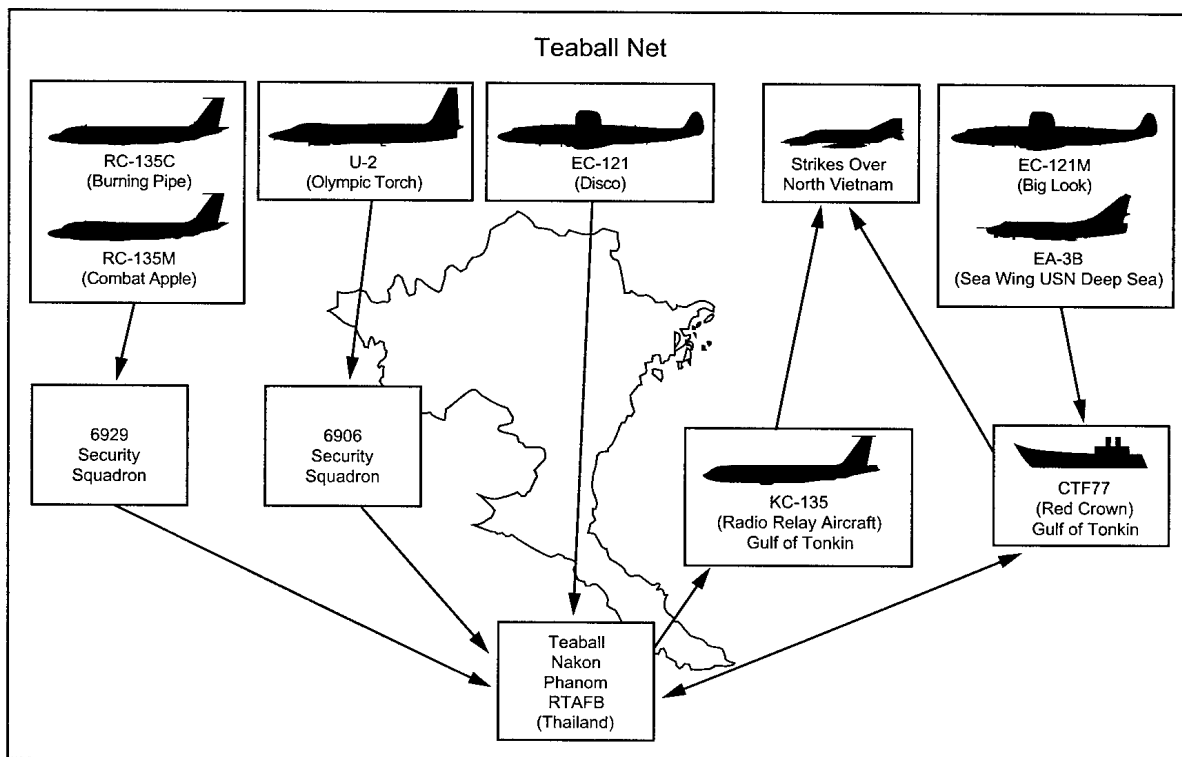 Teaball Net
RC-135C
(Burning Pipe)
RC-135M
(Combat Apple)
U-2
(Olympic Torch)
EC-121
(Disco)
Strikes Over
North Vietnam
EC-121M
(Big Look)
EA-3B
(Sea Wing USN Deep Sea)
6929
Security
Squadron
6906
Security
Squadron
KC-135
(Radio Relay Aircraft)
Gulf of Tonkin
CTF77
(Red Crown)
Gulf of Tonkin
Teaball
Nakon
Phanom
RTAFB
(Thailand)